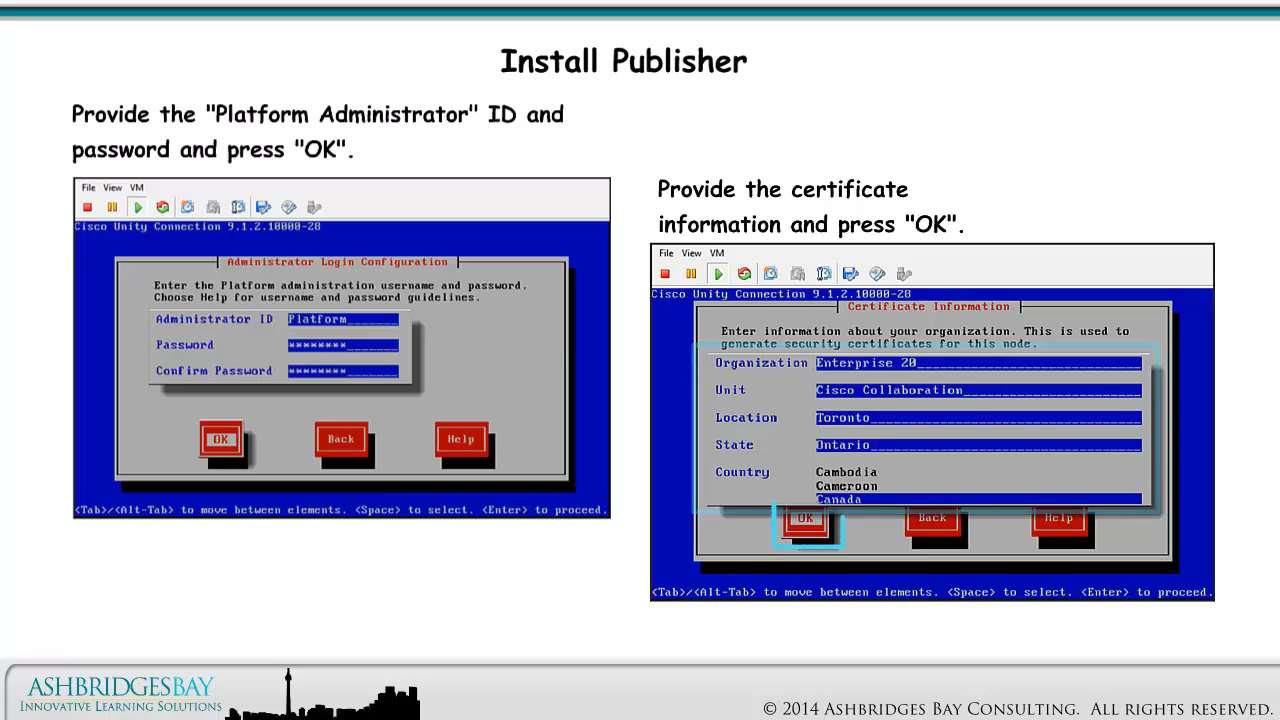 Install Publisher
Provide the "Platform Administrator" ID and
password and press "OK".
File View VM
Cisco Unity Connection 9.1.2.10000-28
Administrator Login Configuration
Enter the Platform administration username and password.
Choose Help for username and password guidelines.
Administrator ID Platform______
Password ********_______
Confirm Password ********_______
OK Back Help
<Tab>/<Alt-Tab> to move between elements. <Space> to select. <Enter> to proceed.
Provide the certificate
information and press "OK".
File View VM
Cisco Unity Connection 9.1.2.10000-28
Certificate Information
Enter information about your organization. This is used to
generate security certificates for this node.
Organization Enterprise 20
Unit Cisco Collaboration
Location Toronto
State Ontario
Country Cambodia
Cameroon
Canada
OK Back Help
<Tab>/<Alt-Tab> to move between elements. <Space> to select. <Enter> to proceed.
ASHBRIDGESBAY
INNOVATIVE LEARNING SOLUTIONS
© 2014 ASHBRIDGES BAY CONSULTING. ALL RIGHTS RESERVED.